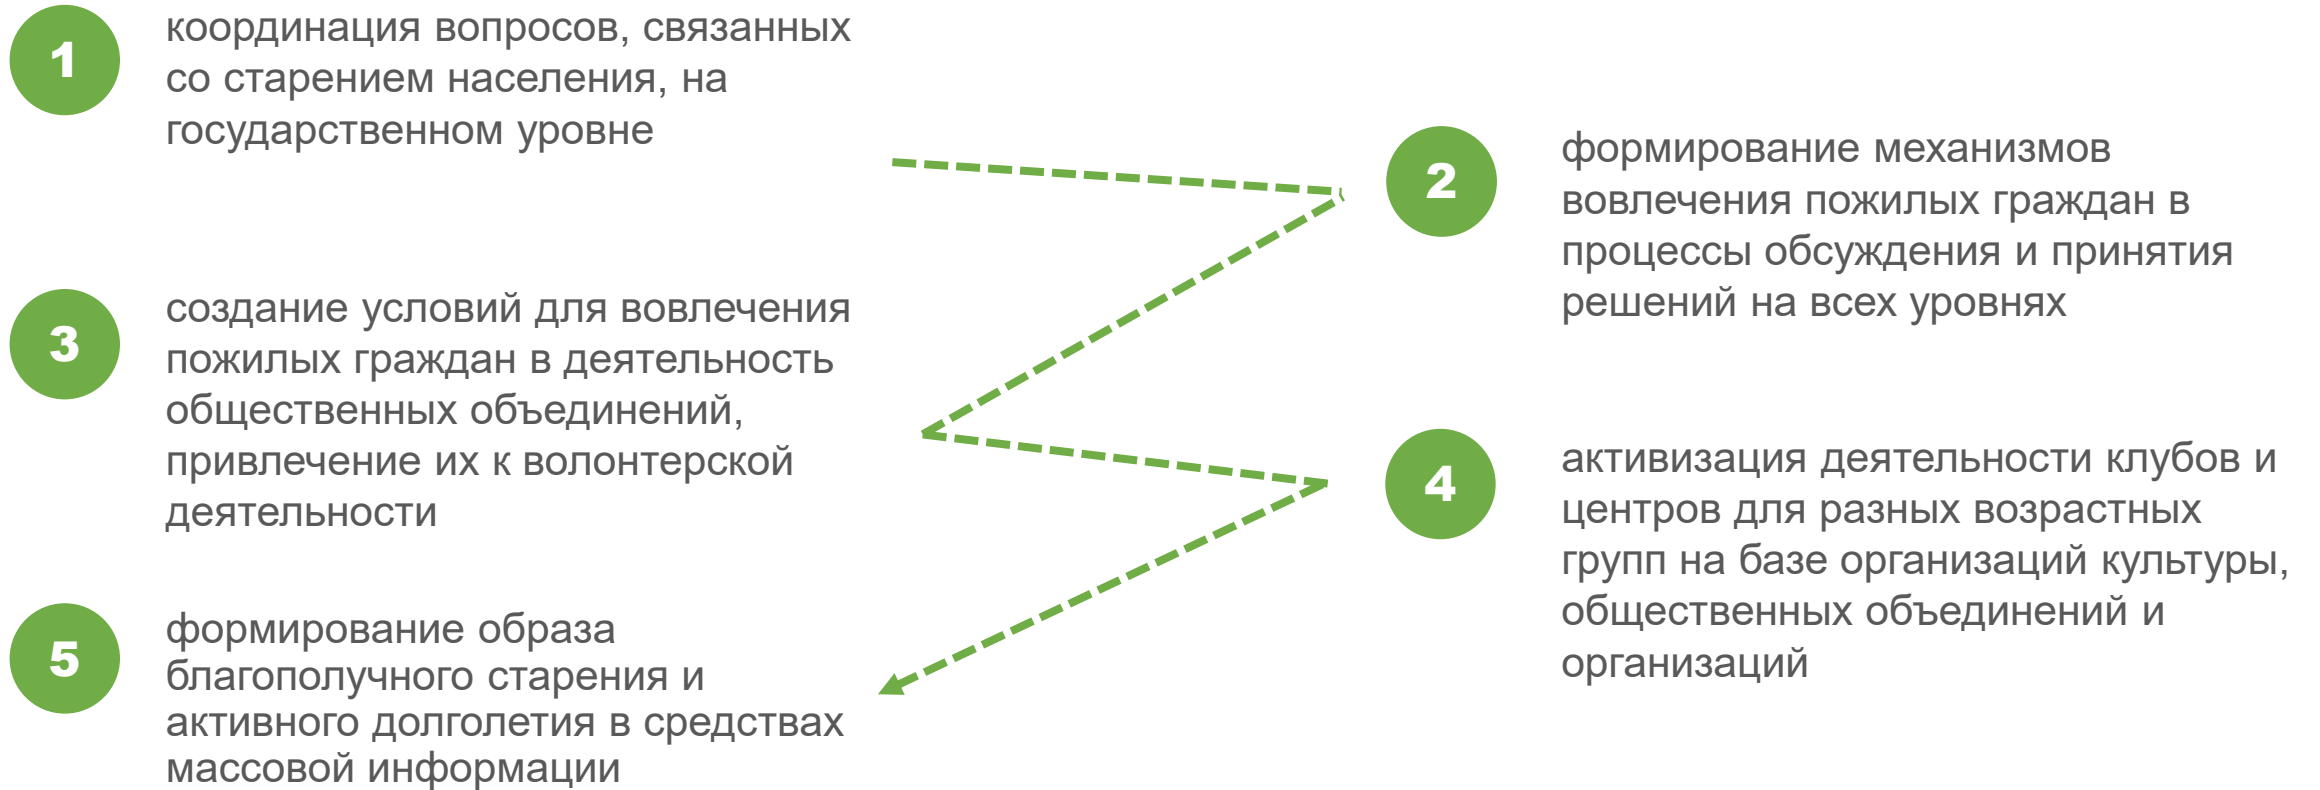 1
координация вопросов, связанных
со старением населения, на
государственном уровне
2
формирование механизмов
вовлечения пожилых граждан в
процессы обсуждения и принятия
решений на всех уровнях
3
создание условий для вовлечения
пожилых граждан в деятельность
общественных объединений,
привлечение их к волонтерской
деятельности
4
активизация деятельности клубов и
центров для разных возрастных
групп на базе организаций культуры,
общественных объединений и
организаций
5
формирование образа
благополучного старения и
активного долголетия в средствах
массовой информации